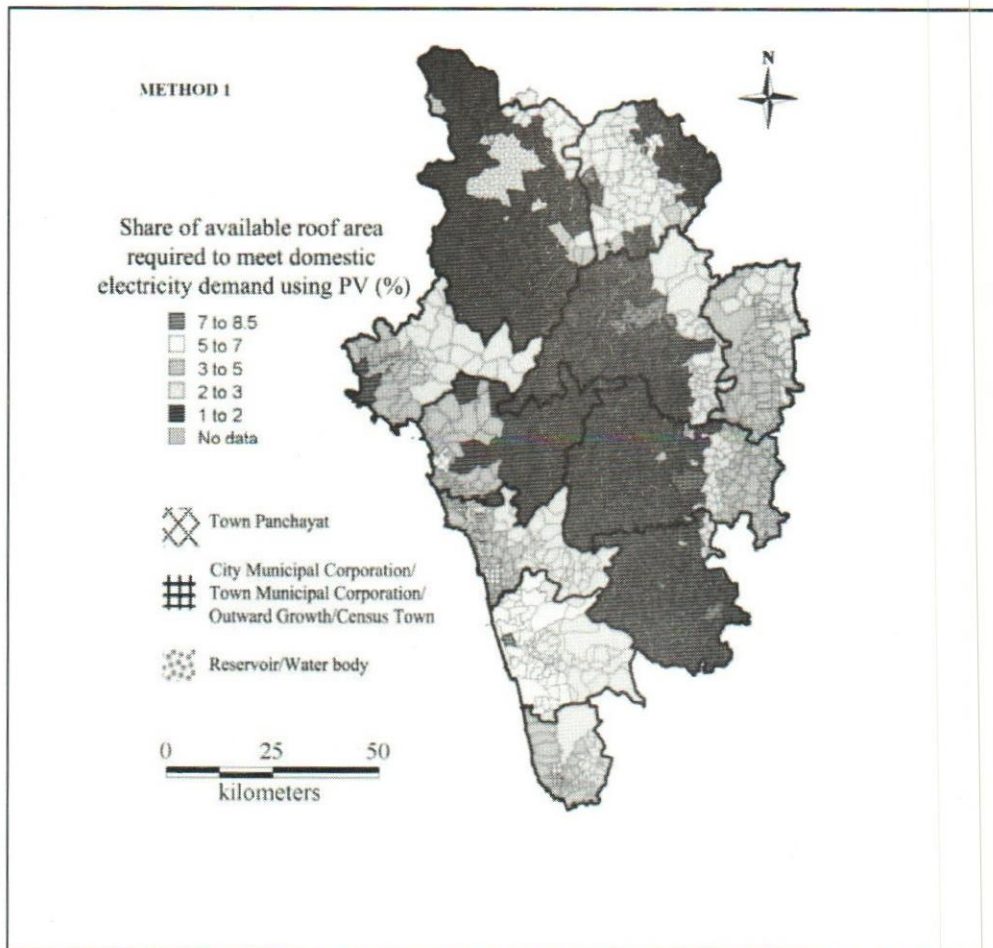 METHOD 1
N
Share of available roof area
required to meet domestic
electricity demand using PV (%)
7 to 8.5
5 to 7
3 to 5
2 to 3
1 to 2
No data
Town Panchayat
City Municipal Corporation/
Town Municipal Corporation/
Outward Growth/Census Town
Reservoir/Water body
0 25 50
kilometers